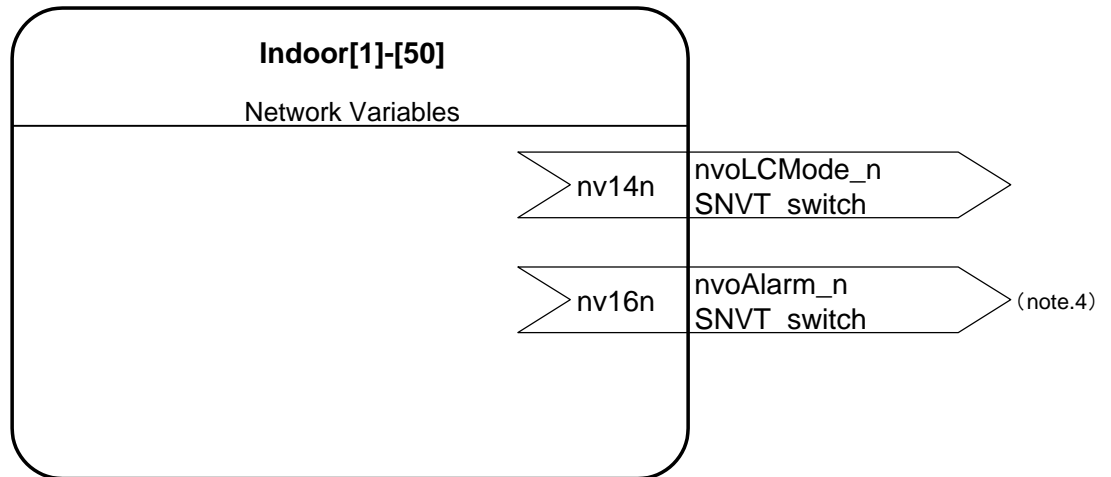 Indoor[1]-[50]
Network Variables
nv14n
nvoLCMode_n
SNVT_switch
nv16n
nvoAlarm_n
SNVT_switch
(note.4)